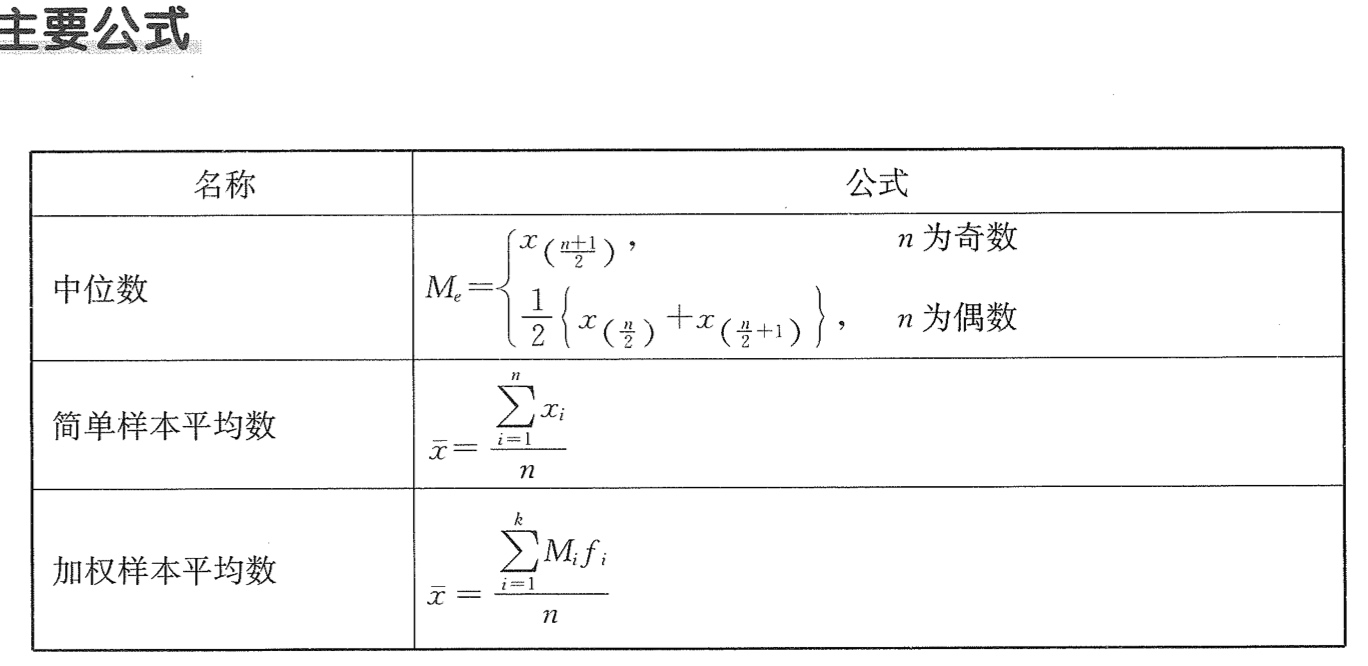 主要公式
名称 公式
中位数 $M_e=\begin{cases} x_{\left(\frac{n+1}{2}\right)}, & n\text{为奇数} \\ \frac{1}{2}\left\{x_{\left(\frac{n}{2}\right)}+x_{\left(\frac{n}{2}+1\right)}\right\}, & n\text{为偶数} \end{cases}$
简单样本平均数 $\bar{x}=\frac{\sum_{i=1}^{n} x_i}{n}$
加权样本平均数 $\bar{x}=\frac{\sum_{i=1}^{k} M_i f_i}{n}$